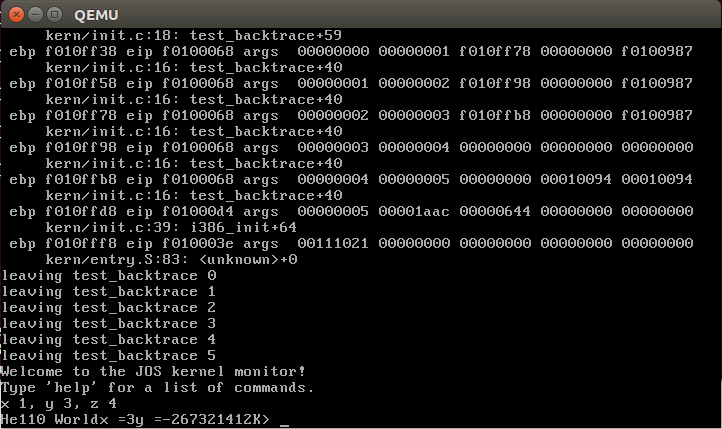 QEMU
kern/init.c:18: test_backtrace+59
ebp f010ff38 eip f0100068 args 00000000 00000001 f010ff78 00000000 f0100987
kern/init.c:16: test_backtrace+40
ebp f010ff58 eip f0100068 args 00000001 00000002 f010ff98 00000000 f0100987
kern/init.c:16: test_backtrace+40
ebp f010ff78 eip f0100068 args 00000002 00000003 f010ffb8 00000000 f0100987
kern/init.c:16: test_backtrace+40
ebp f010ff98 eip f0100068 args 00000003 00000004 00000000 00000000 00000000
kern/init.c:16: test_backtrace+40
ebp f010ffb8 eip f0100068 args 00000004 00000005 00000000 00010094 00010094
kern/init.c:16: test_backtrace+40
ebp f010ffd8 eip f01000d4 args 00000005 00001aac 00000644 00000000 00000000
kern/init.c:39: i386_init+64
ebp f010fff8 eip f010003e args 00111021 00000000 00000000 00000000 00000000
kern/entry.S:83: <unknown>+0
leaving test_backtrace 0
leaving test_backtrace 1
leaving test_backtrace 2
leaving test_backtrace 3
leaving test_backtrace 4
leaving test_backtrace 5
Welcome to the JOS kernel monitor!
Type 'help' for a list of commands.
x 1, y 3, z 4
He110 Worldx =3y =-267321412K> _